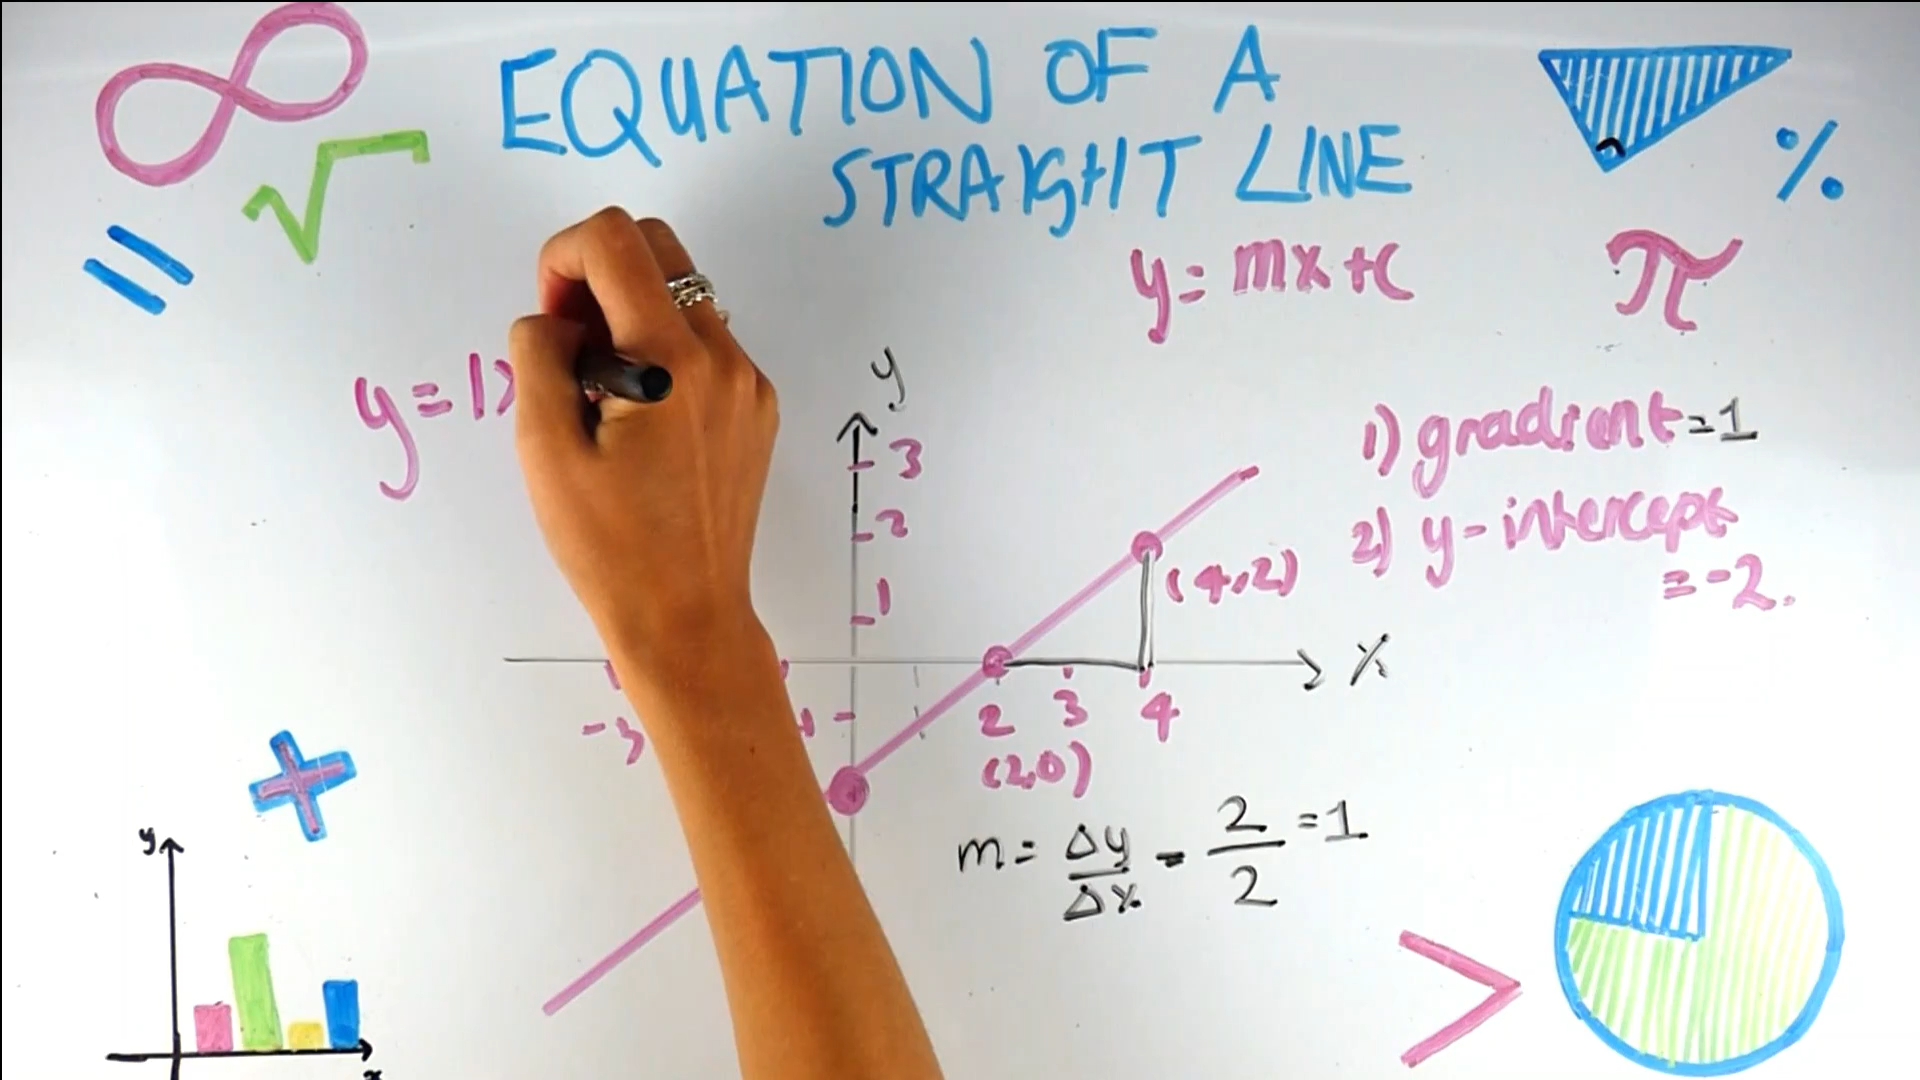 EQUATION OF A
STRAIGHT LINE
y = mx + c
y = 1x
1) gradient = 1
2) y - intercept
= -2.
y
3
2
1
(4,2)
x
-3
2 3 4
(2,0)
m = Δy/Δx = 2/2 = 1
√
=
%
π
+
>
y
x